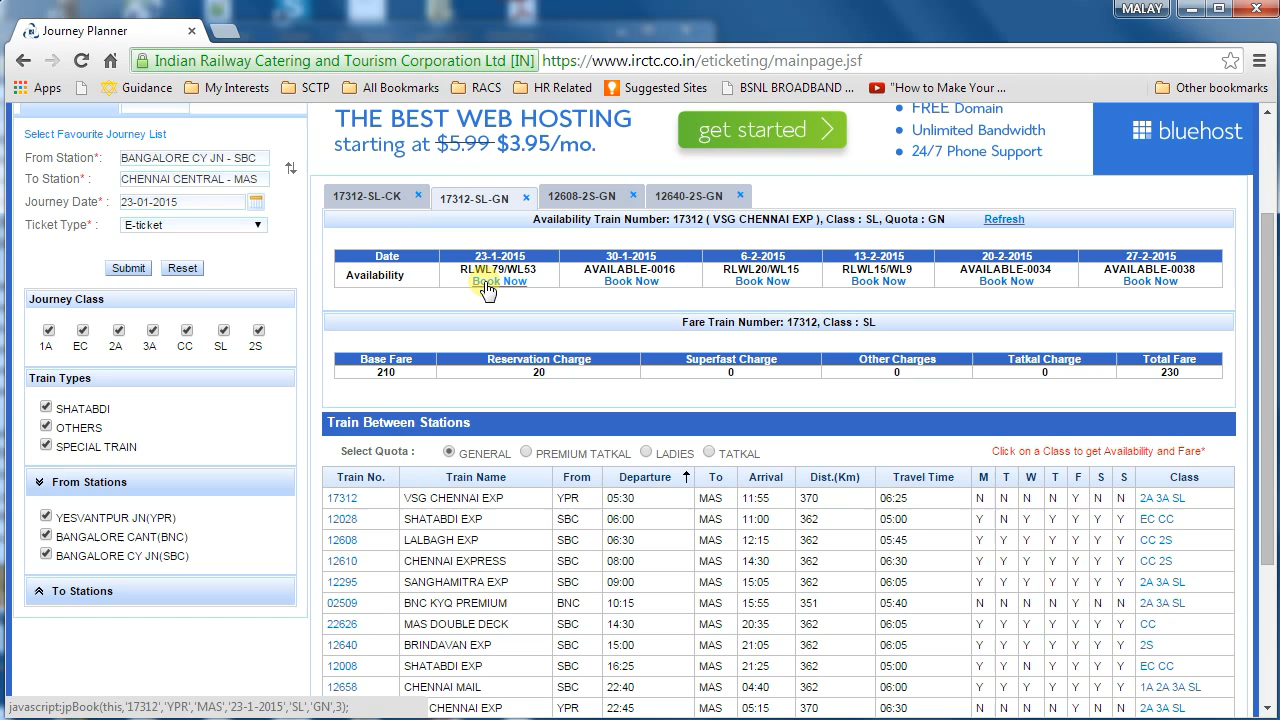 MALAY
Journey Planner
Indian Railway Catering and Tourism Corporation Ltd [IN] https://www.irctc.co.in/eticketing/mainpage.jsf
Apps Guidance My Interests SCTP All Bookmarks RACS HR Related Suggested Sites BSNL BROADBAND ... "How to Make Your ... Other bookmarks
THE BEST WEB HOSTING
starting at $5.99 $3.95/mo.
get started
FREE Domain
Unlimited Bandwidth
24/7 Phone Support
bluehost
Select Favourite Journey List
From Station*: BANGALORE CY JN - SBC
To Station* : CHENNAI CENTRAL - MAS
Journey Date* : 23-01-2015
Ticket Type* : E-ticket
Submit Reset
Journey Class
1A EC 2A 3A CC SL 2S
Train Types
SHATABDI
OTHERS
SPECIAL TRAIN
From Stations
YESVANTPUR JN(YPR)
BANGALORE CANT(BNC)
BANGALORE CY JN(SBC)
To Stations
17312-SL-CK 17312-SL-GN 12608-2S-GN 12640-2S-GN
Availability Train Number: 17312 ( VSG CHENNAI EXP ), Class : SL, Quota : GN Refresh
Date 23-1-2015 30-1-2015 6-2-2015 13-2-2015 20-2-2015 27-2-2015
Availability RLWL79/WL53 AVAILABLE-0016 RLWL20/WL15 RLWL15/WL9 AVAILABLE-0034 AVAILABLE-0038
Book Now Book Now Book Now Book Now Book Now Book Now
Fare Train Number: 17312, Class : SL
Base Fare Reservation Charge Superfast Charge Other Charges Tatkal Charge Total Fare
210 20 0 0 0 230
Train Between Stations
Select Quota : GENERAL PREMIUM TATKAL LADIES TATKAL Click on a Class to get Availability and Fare*
Train No. Train Name From Departure To Arrival Dist.(Km) Travel Time M T W T F S S Class
17312 VSG CHENNAI EXP YPR 05:30 MAS 11:55 370 06:25 N N N N Y N N 2A 3A SL
12028 SHATABDI EXP SBC 06:00 MAS 11:00 362 05:00 Y N Y Y Y Y Y EC CC
12608 LALBAGH EXP SBC 06:30 MAS 12:15 362 05:45 Y Y Y Y Y Y Y CC 2S
12610 CHENNAI EXPRESS SBC 08:00 MAS 14:30 362 06:30 Y Y Y Y Y Y Y CC 2S
12295 SANGHAMITRA EXP SBC 09:00 MAS 15:05 362 06:05 Y Y Y Y Y Y Y 2A 3A SL
02509 BNC KYQ PREMIUM BNC 10:15 MAS 15:55 351 05:40 N N N N Y N N 2A 3A SL
22626 MAS DOUBLE DECK SBC 14:30 MAS 20:35 362 06:05 Y Y Y Y Y Y Y CC
12640 BRINDAVAN EXP SBC 15:00 MAS 21:05 362 06:05 Y Y Y Y Y Y Y 2S
12008 SHATABDI EXP SBC 16:25 MAS 21:25 362 05:00 Y Y N Y Y Y Y EC CC
12658 CHENNAI MAIL SBC 22:40 MAS 04:40 362 06:00 Y Y Y Y Y Y Y 1A 2A 3A SL
CHENNAI EXP YPR 22:45 MAS 05:15 370 06:30 Y Y Y Y Y Y Y 2A 3A SL
javascript:jpBook(this,'17312','YPR','MAS','23-1-2015','SL','GN',3);